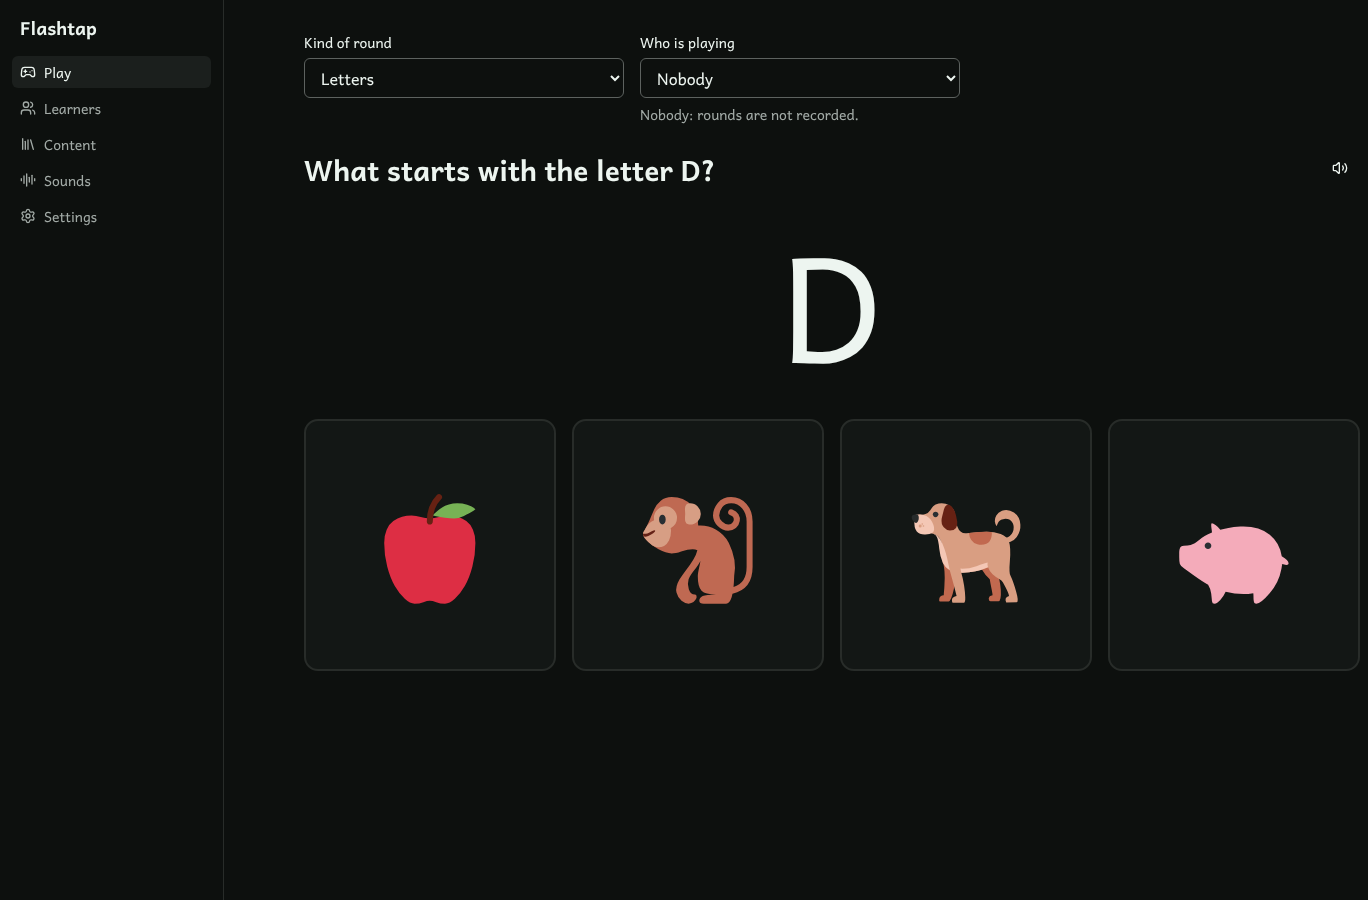 Flashtap
Play
Learners
Content
Sounds
Settings
Kind of round
Letters
Who is playing
Nobody
Nobody: rounds are not recorded.
What starts with the letter D?
D